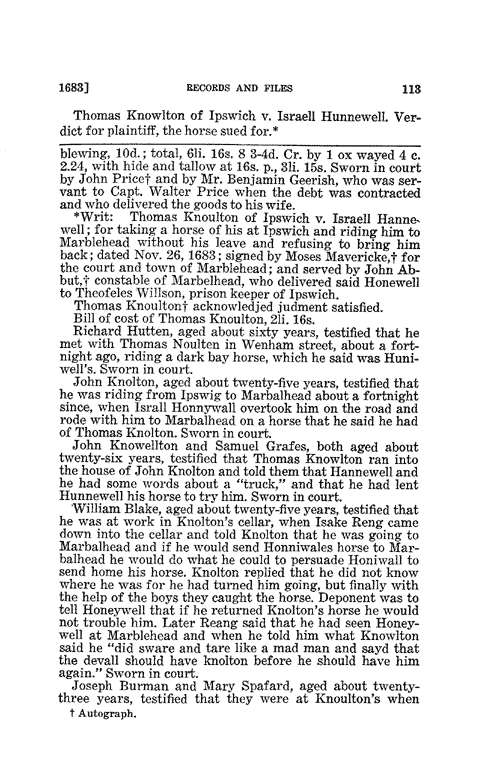 1683] RECORDS AND FILES 113
Thomas Knowlton of Ipswich v. Israell Hunnewell. Ver-
dict for plaintiff, the horse sued for.*
blewing, 10d.; total, 6li. 16s. 8 3-4d. Cr. by 1 ox wayed 4 c.
2.24, with hide and tallow at 16s. p., 3li. 15s. Sworn in court
by John Price† and by Mr. Benjamin Geerish, who was ser-
vant to Capt. Walter Price when the debt was contracted
and who delivered the goods to his wife.
*Writ: Thomas Knoulton of Ipswich v. Israell Hanne-
well; for taking a horse of his at Ipswich and riding him to
Marblehead without his leave and refusing to bring him
back; dated Nov. 26, 1683; signed by Moses Mavericke,† for
the court and town of Marblehead; and served by John Ab-
but,† constable of Marbelhead, who delivered said Honewell
to Theofeles Willson, prison keeper of Ipswich.
Thomas Knoulton† acknowledjed judgment satisfied.
Bill of cost of Thomas Knoulton, 2li. 16s.
Richard Hutten, aged about sixty years, testified that he
met with Thomas Noulten in Wenham street, about a fort-
night ago, riding a dark bay horse, which he said was Huni-
well's. Sworn in court.
John Knolton, aged about twenty-five years, testified that
he was riding from Ipswig to Marbalhead about a fortnight
since, when Israll Honnywall overtook him on the road and
rode with him to Marbalhead on a horse that he said he had
of Thomas Knolton. Sworn in court.
John Knowellton and Samuel Grafes, both aged about
twenty-six years, testified that Thomas Knowlton ran into
the house of John Knolton and told them that Hannewell and
he had some words about a "truck," and that he had lent
Hunnewell his horse to try him. Sworn in court.
William Blake, aged about twenty-five years, testified that
he was at work in Knolton's cellar, when Isake Reng came
down into the cellar and told Knolton that he was going to
Marbalhead and if he would send Honniwales horse to Mar-
balhead he would do what he could to persuade Honiwall to
send home his horse. Knolton replied that he did not know
where he was for he had turned him going, but finally with
the help of the boys they caught the horse. Deponent was to
tell Honeywell that if he returned Knolton's horse he would
not trouble him. Later Reang said that he had seen Honey-
well at Marblehead and when he told him what Knowlton
said he "did sware and tare like a mad man and sayd that
the devall should have knolton before he should have him
again." Sworn in court.
Joseph Burman and Mary Spafard, aged about twenty-
three years, testified that they were at Knoulton's when
† Autograph.